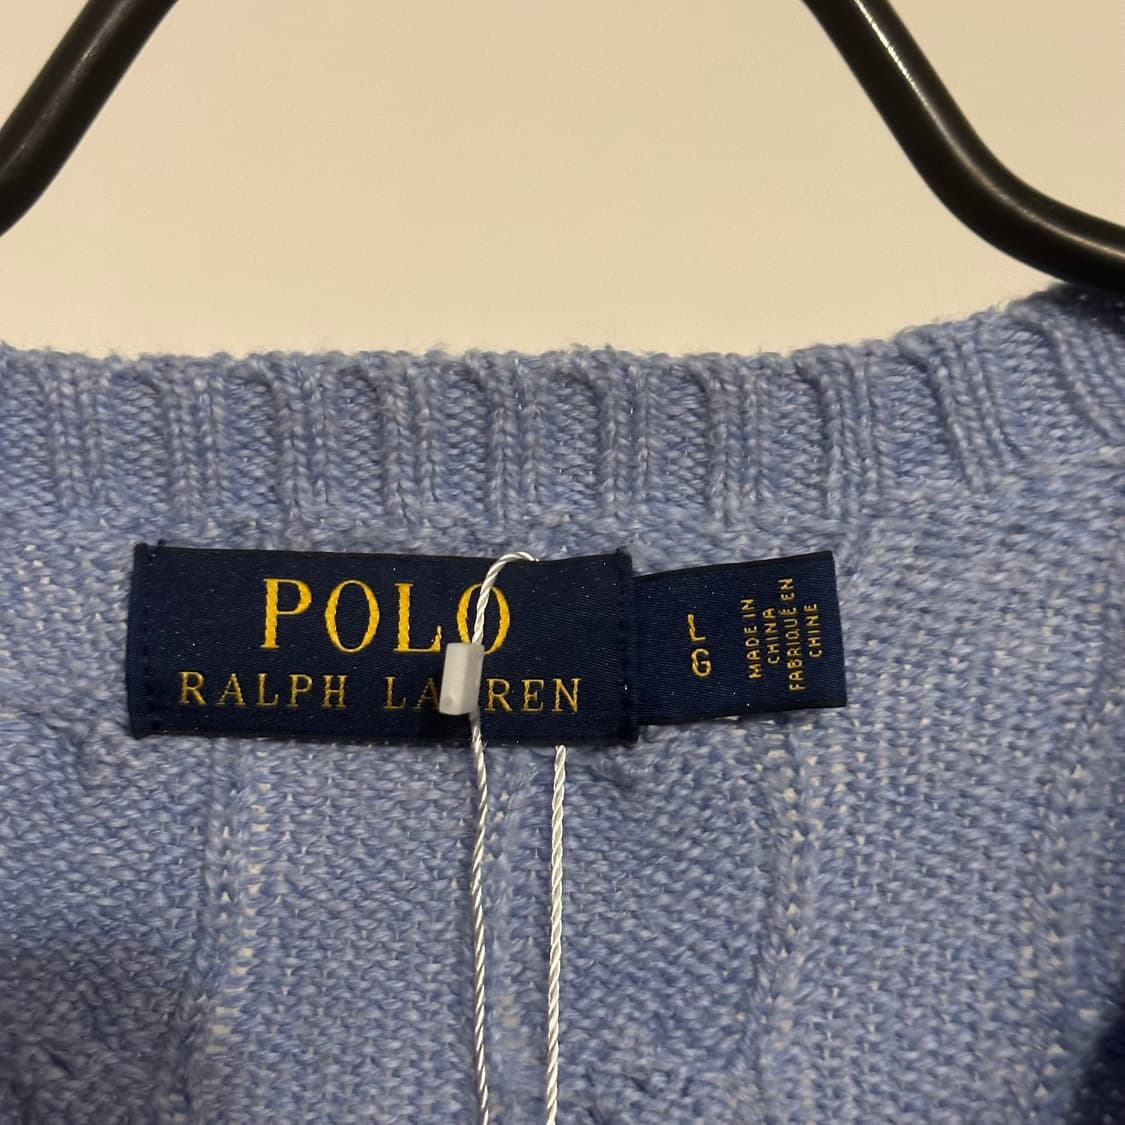 POLO
RALPH LAUREN
G L
MADE IN
CHINA
FABRIQUÉ EN
CHINE